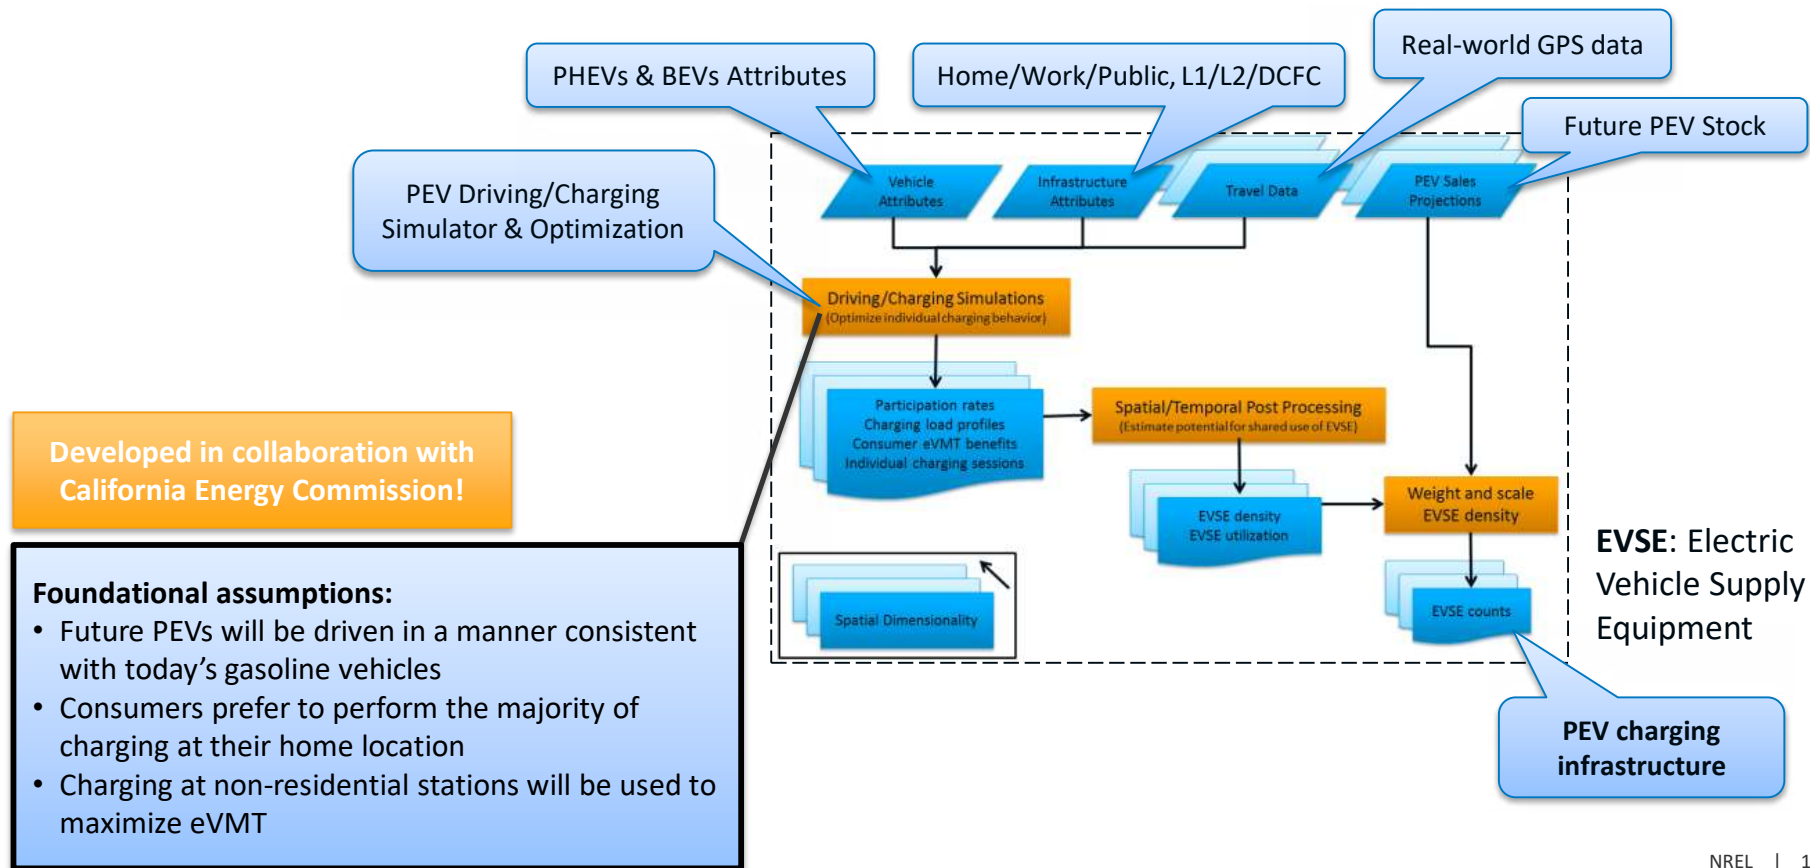 Real-world GPS data
PHEVs & BEVs Attributes
Home/Work/Public, L1/L2/DCFC
Future PEV Stock
PEV Driving/Charging
Simulator & Optimization
Vehicle
Attributes
Infrastructure
Attributes
Travel Data
PEV Sales
Projections
Driving/Charging Simulations
(Optimize individual charging behavior)
Participation rates
Charging load profiles
Consumer eVMT benefits
Individual charging sessions
Spatial/Temporal Post Processing
(Estimate potential for shared use of EVSE)
EVSE density
EVSE utilization
Weight and scale
EVSE density
EVSE counts
Spatial Dimensionality
Developed in collaboration with
California Energy Commission!
Foundational assumptions:
• Future PEVs will be driven in a manner consistent
with today’s gasoline vehicles
• Consumers prefer to perform the majority of
charging at their home location
• Charging at non-residential stations will be used to
maximize eVMT
EVSE: Electric
Vehicle Supply
Equipment
PEV charging
infrastructure
NREL | 1